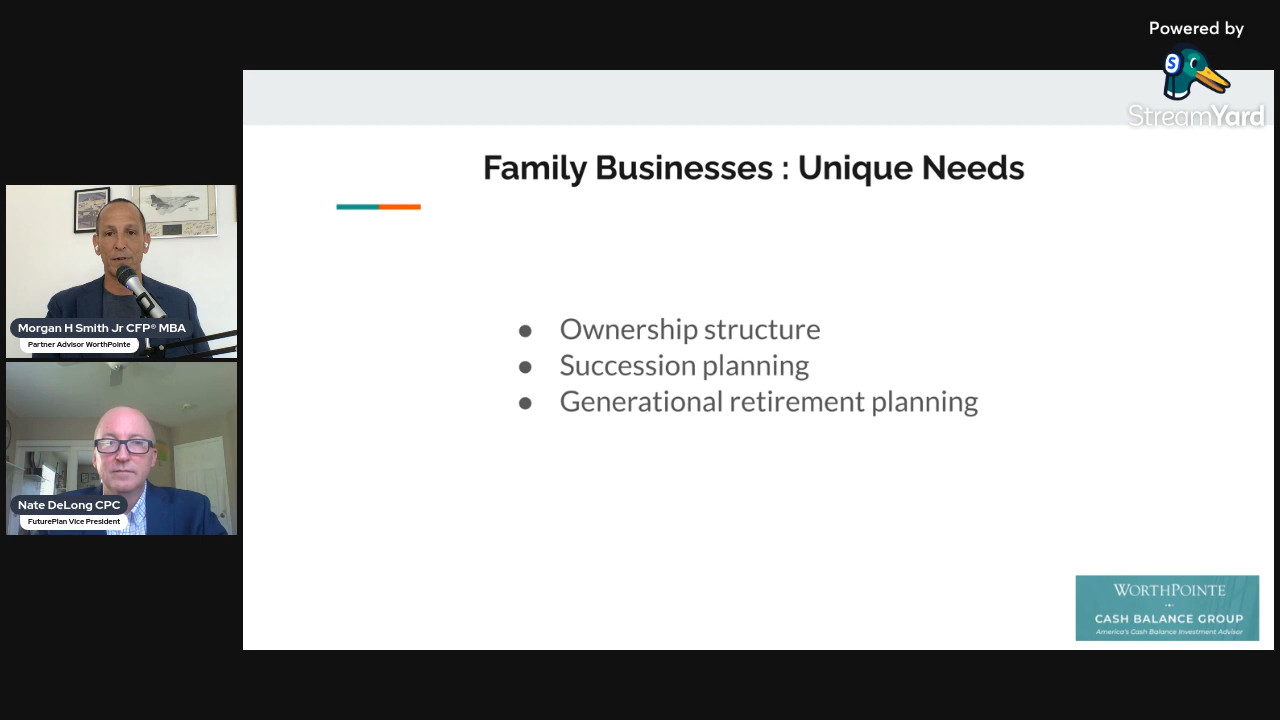 Powered by
StreamYard
Family Businesses : Unique Needs
● Ownership structure
● Succession planning
● Generational retirement planning
Morgan H Smith Jr CFP® MBA
Partner Advisor WorthPointe
Nate DeLong CPC
FuturePlan Vice President
WORTHPOINTE
CASH BALANCE GROUP
America's Cash Balance Investment Advisor